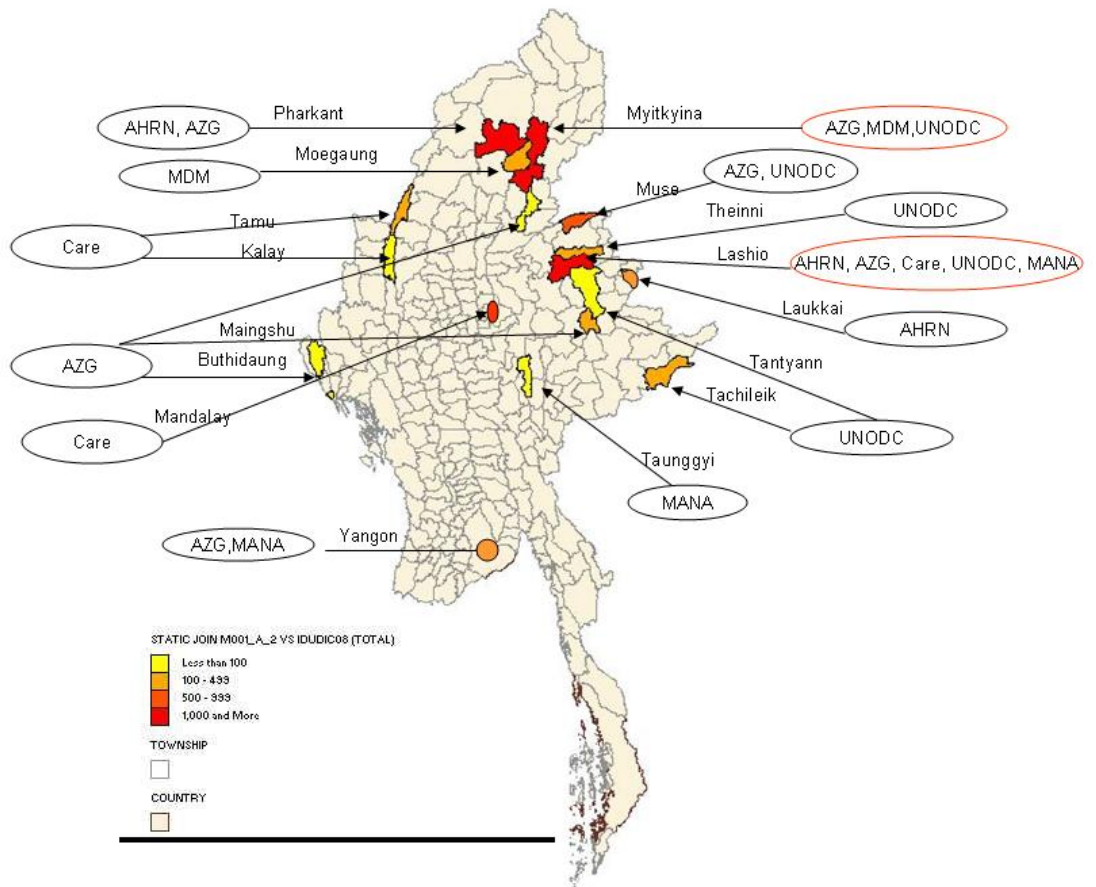 Pharkant
Myitkyina
AHRN, AZG
AZG,MDM,UNODC
Moegaung
MDM
AZG, UNODC
Muse
Theinni
UNODC
Tamu
Care
Kalay
Lashio
AHRN, AZG, Care, UNODC, MANA
Laukkai
AHRN
Maingshu
Buthidaung
AZG
Tantyann
Tachileik
Mandalay
Care
UNODC
Taunggyi
MANA
Yangon
AZG,MANA
STATIC JOIN M001_A_2 VS IDUDIC08 (TOTAL)
Less than 100
100 - 499
500 - 999
1,000 and More
TOWNSHIP
COUNTRY